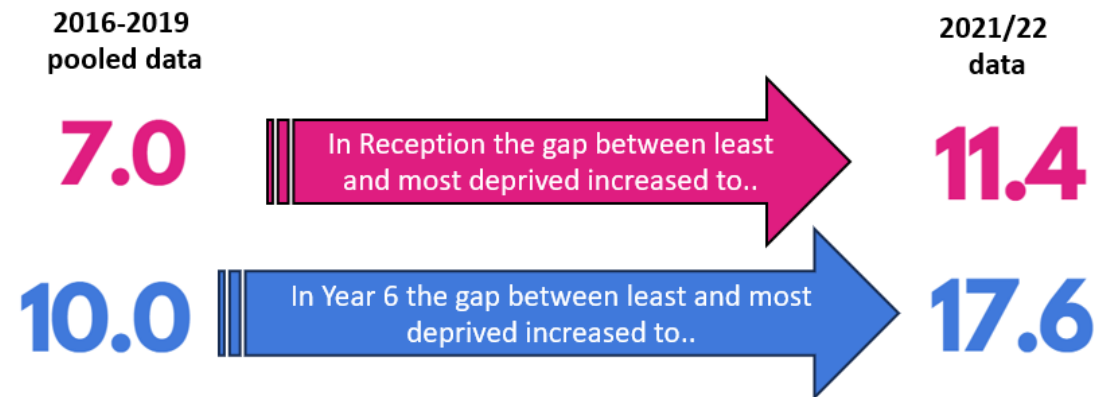 2016-2019
pooled data
2021/22
data
7.0
In Reception the gap between least
and most deprived increased to..
11.4
10.0
In Year 6 the gap between least and most
deprived increased to..
17.6